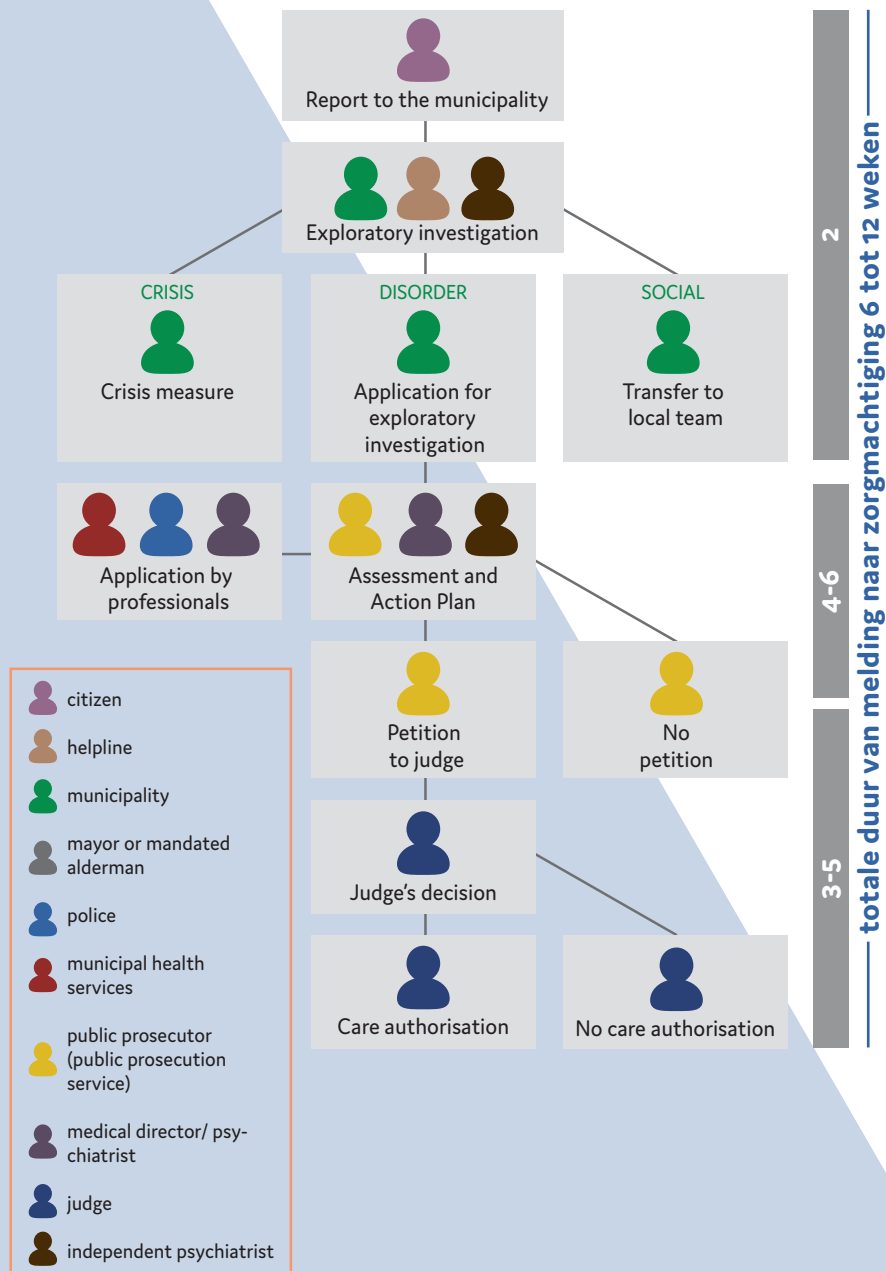 Report to the municipality
Exploratory investigation
CRISIS
Crisis measure
DISORDER
Application for
exploratory
investigation
SOCIAL
Transfer to
local team
Application by
professionals
Assessment and
Action Plan
Petition
to judge
No
petition
Judge's decision
Care authorisation
No care authorisation
citizen
helpline
municipality
mayor or mandated
alderman
police
municipal health
services
public prosecutor
(public prosecution
service)
medical director/ psy-
chiatrist
judge
independent psychiatrist
2
4-6
3-5
totale duur van melding naar zorgmachtiging 6 tot 12 weken